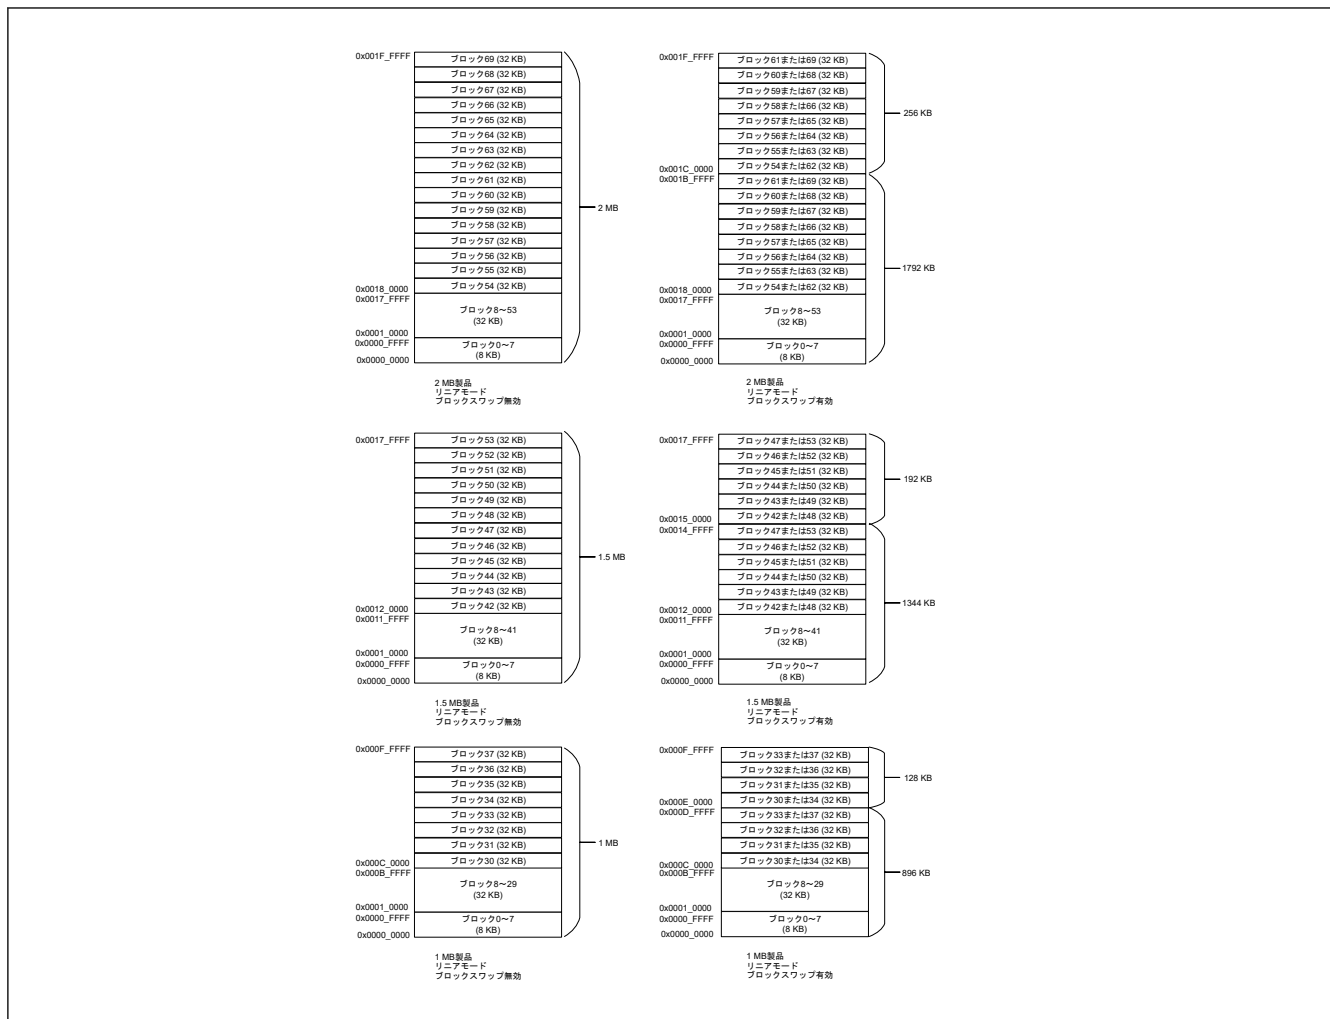 0x001F_FFFF
ブロック69 (32 KB)
ブロック68 (32 KB)
ブロック67 (32 KB)
ブロック66 (32 KB)
ブロック65 (32 KB)
ブロック64 (32 KB)
ブロック63 (32 KB)
ブロック62 (32 KB)
ブロック61 (32 KB)
ブロック60 (32 KB)
ブロック59 (32 KB)
ブロック58 (32 KB)
ブロック57 (32 KB)
ブロック56 (32 KB)
ブロック55 (32 KB)
ブロック54 (32 KB)
0x0018_0000
0x0017_FFFF
ブロック8～53
(32 KB)
0x0001_0000
0x0000_FFFF
ブロック0～7
(8 KB)
0x0000_0000
2 MB
2 MB製品
リニアモード
ブロックスワップ無効
0x001F_FFFF
ブロック61または69 (32 KB)
ブロック60または68 (32 KB)
ブロック59または67 (32 KB)
ブロック58または66 (32 KB)
ブロック57または65 (32 KB)
ブロック56または64 (32 KB)
ブロック55または63 (32 KB)
ブロック54または62 (32 KB)
256 KB
0x001C_0000
0x001B_FFFF
ブロック61または69 (32 KB)
ブロック60または68 (32 KB)
ブロック59または67 (32 KB)
ブロック58または66 (32 KB)
ブロック57または65 (32 KB)
ブロック56または64 (32 KB)
ブロック55または63 (32 KB)
ブロック54または62 (32 KB)
0x0018_0000
0x0017_FFFF
ブロック8～53
(32 KB)
0x0001_0000
0x0000_FFFF
ブロック0～7
(8 KB)
0x0000_0000
1792 KB
2 MB製品
リニアモード
ブロックスワップ有効
0x0017_FFFF
ブロック53 (32 KB)
ブロック52 (32 KB)
ブロック51 (32 KB)
ブロック50 (32 KB)
ブロック49 (32 KB)
ブロック48 (32 KB)
ブロック47 (32 KB)
ブロック46 (32 KB)
ブロック45 (32 KB)
ブロック44 (32 KB)
ブロック43 (32 KB)
ブロック42 (32 KB)
0x0012_0000
0x0011_FFFF
ブロック8～41
(32 KB)
0x0001_0000
0x0000_FFFF
ブロック0～7
(8 KB)
0x0000_0000
1.5 MB
1.5 MB製品
リニアモード
ブロックスワップ無効
0x0017_FFFF
ブロック47または53 (32 KB)
ブロック46または52 (32 KB)
ブロック45または51 (32 KB)
ブロック44または50 (32 KB)
ブロック43または49 (32 KB)
ブロック42または48 (32 KB)
192 KB
0x0015_0000
0x0014_FFFF
ブロック47または53 (32 KB)
ブロック46または52 (32 KB)
ブロック45または51 (32 KB)
ブロック44または50 (32 KB)
ブロック43または49 (32 KB)
ブロック42または48 (32 KB)
0x0012_0000
0x0011_FFFF
ブロック8～41
(32 KB)
0x0001_0000
0x0000_FFFF
ブロック0～7
(8 KB)
0x0000_0000
1344 KB
1.5 MB製品
リニアモード
ブロックスワップ有効
0x000F_FFFF
ブロック37 (32 KB)
ブロック36 (32 KB)
ブロック35 (32 KB)
ブロック34 (32 KB)
ブロック33 (32 KB)
ブロック32 (32 KB)
ブロック31 (32 KB)
ブロック30 (32 KB)
0x000C_0000
0x000B_FFFF
ブロック8～29
(32 KB)
0x0001_0000
0x0000_FFFF
ブロック0～7
(8 KB)
0x0000_0000
1 MB
1 MB製品
リニアモード
ブロックスワップ無効
0x000F_FFFF
ブロック33または37 (32 KB)
ブロック32または36 (32 KB)
ブロック31または35 (32 KB)
ブロック30または34 (32 KB)
128 KB
0x000E_0000
0x000D_FFFF
ブロック33または37 (32 KB)
ブロック32または36 (32 KB)
ブロック31または35 (32 KB)
ブロック30または34 (32 KB)
0x000C_0000
0x000B_FFFF
ブロック8～29
(32 KB)
0x0001_0000
0x0000_FFFF
ブロック0～7
(8 KB)
0x0000_0000
896 KB
1 MB製品
リニアモード
ブロックスワップ有効